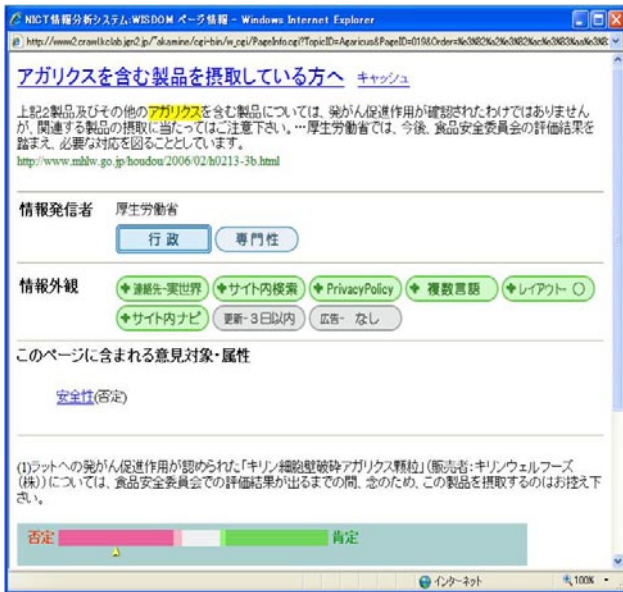 NICT情報分析システム:WISDOM ページ情報 - Windows Internet Explorer
アガリクスを含む製品を摂取している方へ キャッシュ
上記2製品及びその他のアガリクスを含む製品については、発がん促進作用が確認されたわけではありません
が、関連する製品の摂取に当たってはご注意下さい。…厚生労働省では、今後、食品安全委員会の評価結果を
踏まえ、必要な対応を図ることとしています。
http://www.mhlw.go.jp/houdou/2006/02/h0213-3b.html
情報発信者 厚生労働省
行政 専門性
情報外観 連絡先-実世界 サイト内検索 PrivacyPolicy 複数言語 レイアウト- ○
サイト内ナビ 更新-3日以内 広告- なし
このページに含まれる意見対象・属性
安全性(否定)
(1)ラットへの発がん促進作用が認められた「キリン細胞壁破砕アガリクス顆粒」(販売者:キリンウェルフーズ
(株))については、食品安全委員会での評価結果が出るまでの間、念のため、この製品を摂取するのはお控え下
さい。
否定 肯定
インターネット 100%